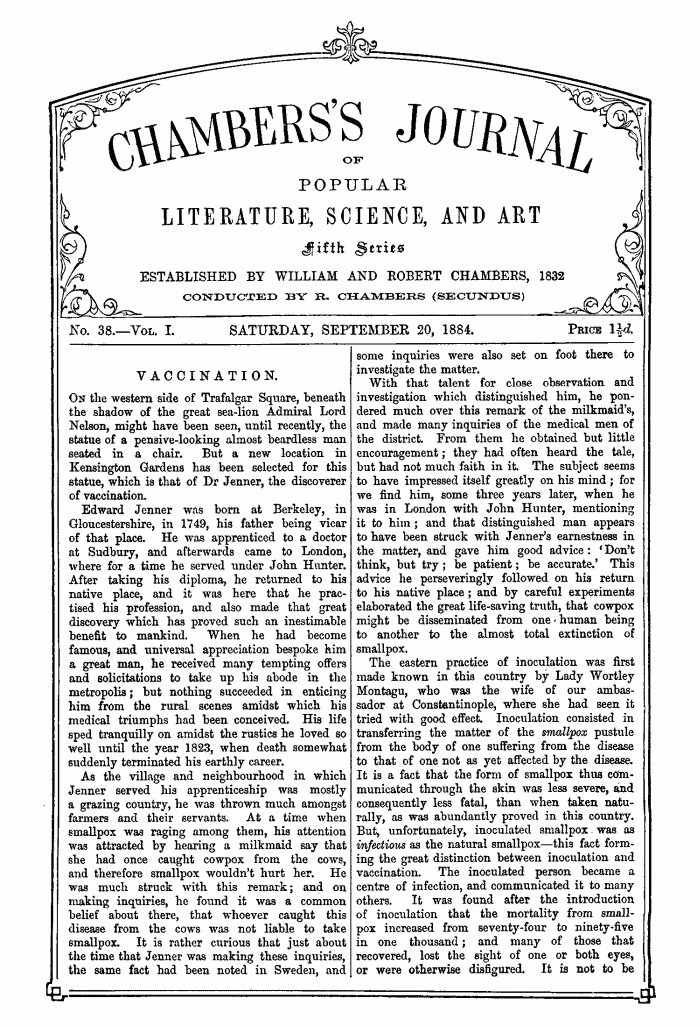 CHAMBERS'S JOURNAL
OF
POPULAR
LITERATURE, SCIENCE, AND ART
Fifth Series
ESTABLISHED BY WILLIAM AND ROBERT CHAMBERS, 1832
CONDUCTED BY R. CHAMBERS (SECUNDUS)
No. 38.—Vol. I.
SATURDAY, SEPTEMBER 20, 1884.
Price 1½d.
VACCINATION.
On the western side of Trafalgar Square, beneath
the shadow of the great sea-lion Admiral Lord
Nelson, might have been seen, until recently, the
statue of a pensive-looking almost beardless man
seated in a chair. But a new location in
Kensington Gardens has been selected for this
statue, which is that of Dr Jenner, the discoverer
of vaccination.
Edward Jenner was born at Berkeley, in
Gloucestershire, in 1749, his father being vicar
of that place. He was apprenticed to a doctor
at Sudbury, and afterwards came to London,
where for a time he served under John Hunter.
After taking his diploma, he returned to his
native place, and it was here that he prac-
tised his profession, and also made that great
discovery which has proved such an inestimable
benefit to mankind. When he had become
famous, and universal appreciation bespoke him
a great man, he received many tempting offers
and solicitations to take up his abode in the
metropolis; but nothing succeeded in enticing
him from the rural scenes amidst which his
medical triumphs had been conceived. His life
sped tranquilly on amidst the rustics he loved so
well until the year 1823, when death somewhat
suddenly terminated his earthly career.
As the village and neighbourhood in which
Jenner served his apprenticeship was mostly
a grazing country, he was thrown much amongst
farmers and their servants. At a time when
smallpox was raging among them, his attention
was attracted by hearing a milkmaid say that
she had once caught cowpox from the cows,
and therefore smallpox wouldn't hurt her. He
was much struck with this remark; and on
making inquiries, he found it was a common
belief about there, that whoever caught this
disease from the cows was not liable to take
smallpox. It is rather curious that just about
the time that Jenner was making these inquiries,
the same fact had been noted in Sweden, and
some inquiries were also set on foot there to
investigate the matter.
With that talent for close observation and
investigation which distinguished him, he pon-
dered much over this remark of the milkmaid's,
and made many inquiries of the medical men of
the district. From them he obtained but little
encouragement; they had often heard the tale,
but had not much faith in it. The subject seems
to have impressed itself greatly on his mind; for
we find him, some three years later, when he
was in London with John Hunter, mentioning
it to him; and that distinguished man appears
to have been struck with Jenner's earnestness in
the matter, and gave him good advice: 'Don't
think, but try; be patient; be accurate.' This
advice he perseveringly followed on his return
to his native place; and by careful experiments
elaborated the great life-saving truth, that cowpox
might be disseminated from one human being
to another to the almost total extinction of
smallpox.
The eastern practice of inoculation was first
made known in this country by Lady Wortley
Montagu, who was the wife of our ambas-
sador at Constantinople, where she had seen it
tried with good effect. Inoculation consisted in
transferring the matter of the smallpox pustule
from the body of one suffering from the disease
to that of one not as yet affected by the disease.
It is a fact that the form of smallpox thus com-
municated through the skin was less severe, and
consequently less fatal, than when taken natu-
rally, as was abundantly proved in this country.
But, unfortunately, inoculated smallpox was as
infectious as the natural smallpox—this fact form-
ing the great distinction between inoculation and
vaccination. The inoculated person became a
centre of infection, and communicated it to many
others. It was found after the introduction
of inoculation that the mortality from small-
pox increased from seventy-four to ninety-five
in one thousand; and many of those that
recovered, lost the sight of one or both eyes,
or were otherwise disfigured. It is not to be